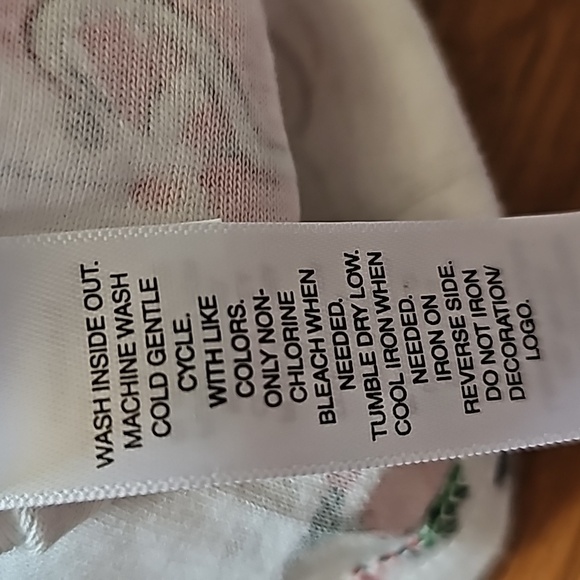 WASH INSIDE OUT.
MACHINE WASH
COLD GENTLE
CYCLE.
WITH LIKE
COLORS.
ONLY NON-
CHLORINE
BLEACH WHEN
NEEDED.
TUMBLE DRY LOW.
COOL IRON WHEN
NEEDED.
IRON ON
REVERSE SIDE.
DO NOT IRON
DECORATION/
LOGO.